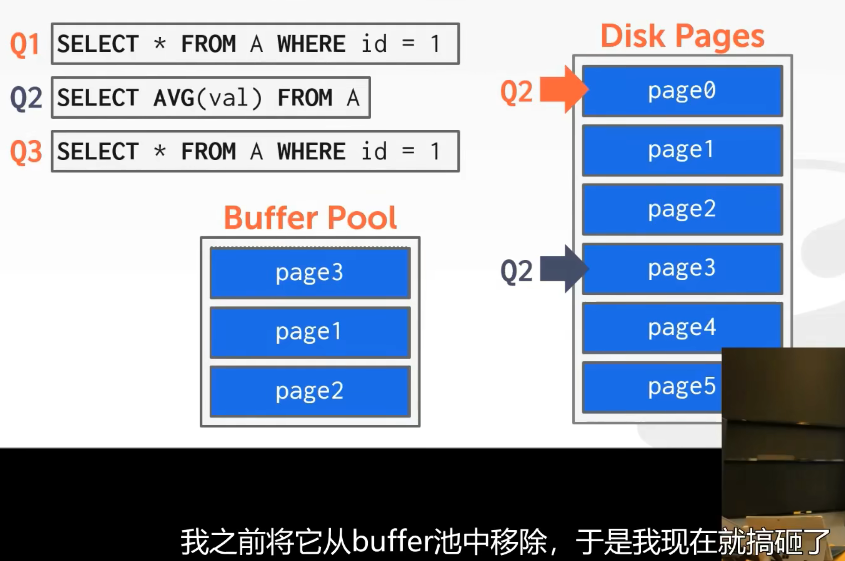 Q1 SELECT * FROM A WHERE id = 1
Q2 SELECT AVG(val) FROM A
Q3 SELECT * FROM A WHERE id = 1
Buffer Pool
page3
page1
page2
Disk Pages
Q2 page0
page1
page2
Q2 page3
page4
page5
我之前将它从buffer池中移除，于是我现在就搞砸了